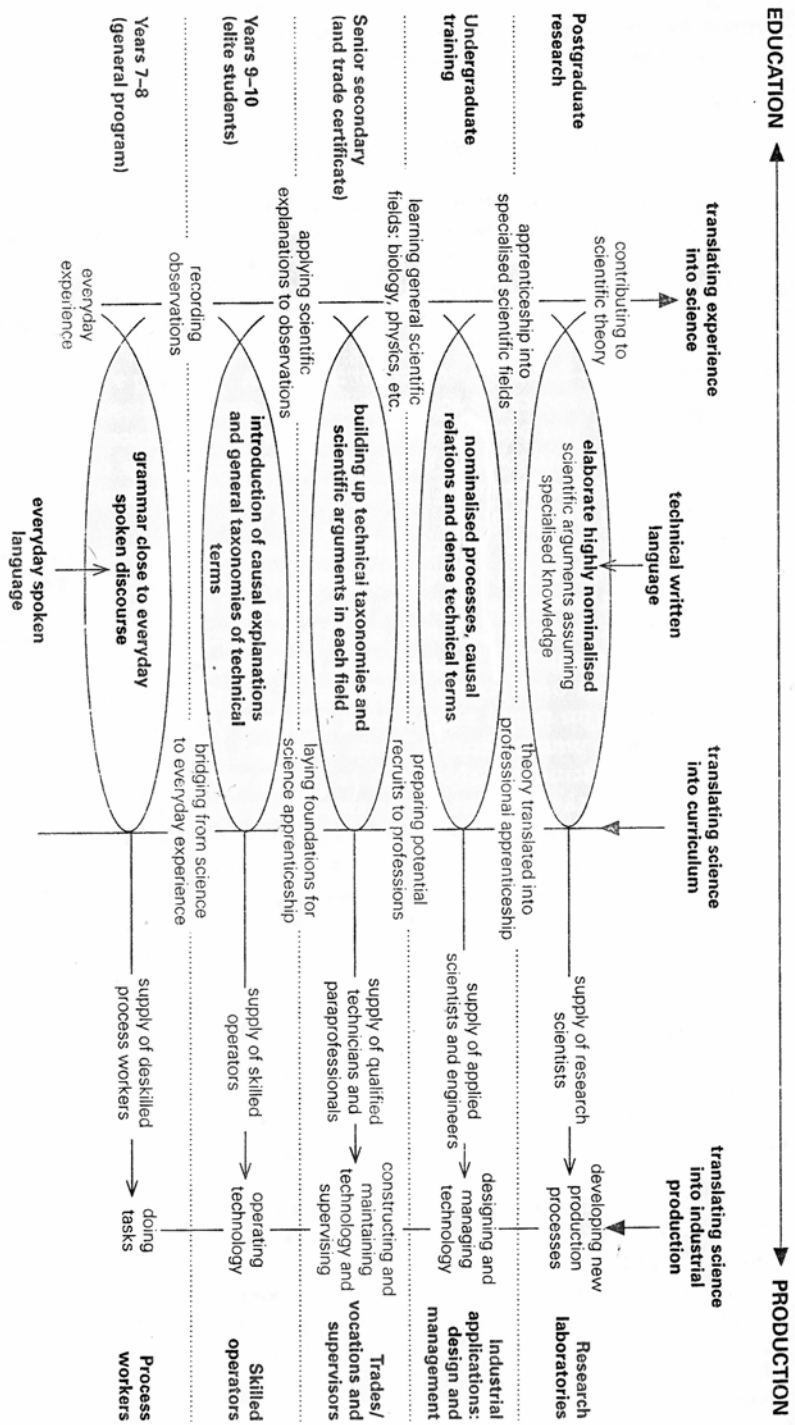 EDUCATION
PRODUCTION
translating experience
into science
technical written
language
translating science
into curriculum
translating science
into industrial
production
Postgraduate
research
contributing to
scientific theory
elaborate highly nominalised
scientific arguments assuming
specialised knowledge
supply of research
scientists
developing new
production
processes
Research
laboratories
apprenticeship into
specialised scientific fields
theory translated into
professional apprenticeship
Undergraduate
training
nominalised processes, causal
relations and dense technical terms
supply of applied
scientists and engineers
designing and
managing
technology
Industrial
applications:
design and
management
learning general scientific
fields: biology, physics, etc.
preparing potential
recruits to professions
Senior secondary
(and trade certificate)
building up technical taxonomies and
scientific arguments in each field
supply of qualified
technicians and
paraprofessionals
constructing and
maintaining
technology and
supervising
Trades/
vocations and
supervisors
applying scientific
explanations to observations
laying foundations for
science apprenticeship
Years 9–10
(elite students)
introduction of causal explanations
and general taxonomies of technical
terms
supply of skilled
operators
operating
technology
Skilled
operators
recording
observations
bridging from science
to everyday experience
Years 7–8
(general program)
grammar close to everyday
spoken discourse
supply of deskilled
process workers
doing
tasks
Process
workers
everyday
experience
everyday spoken
language